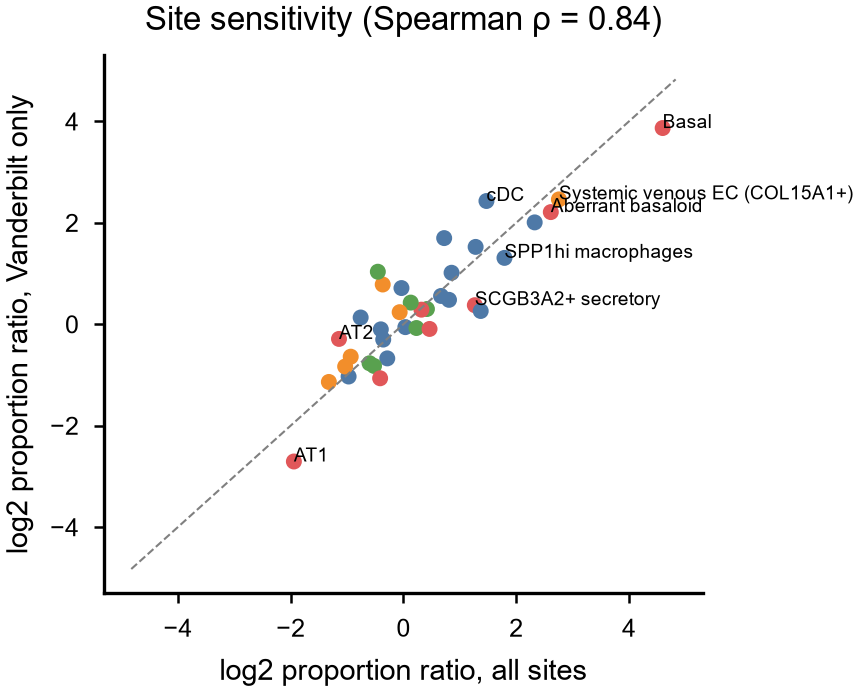 Site sensitivity (Spearman ρ = 0.84)
log2 proportion ratio, Vanderbilt only
4
2
0
−2
−4
Basal
cDC
Systemic venous EC (COL15A1+)
Aberrant basaloid
SPP1hi macrophages
SCGB3A2+ secretory
AT2
AT1
−4
−2
0
2
4
log2 proportion ratio, all sites